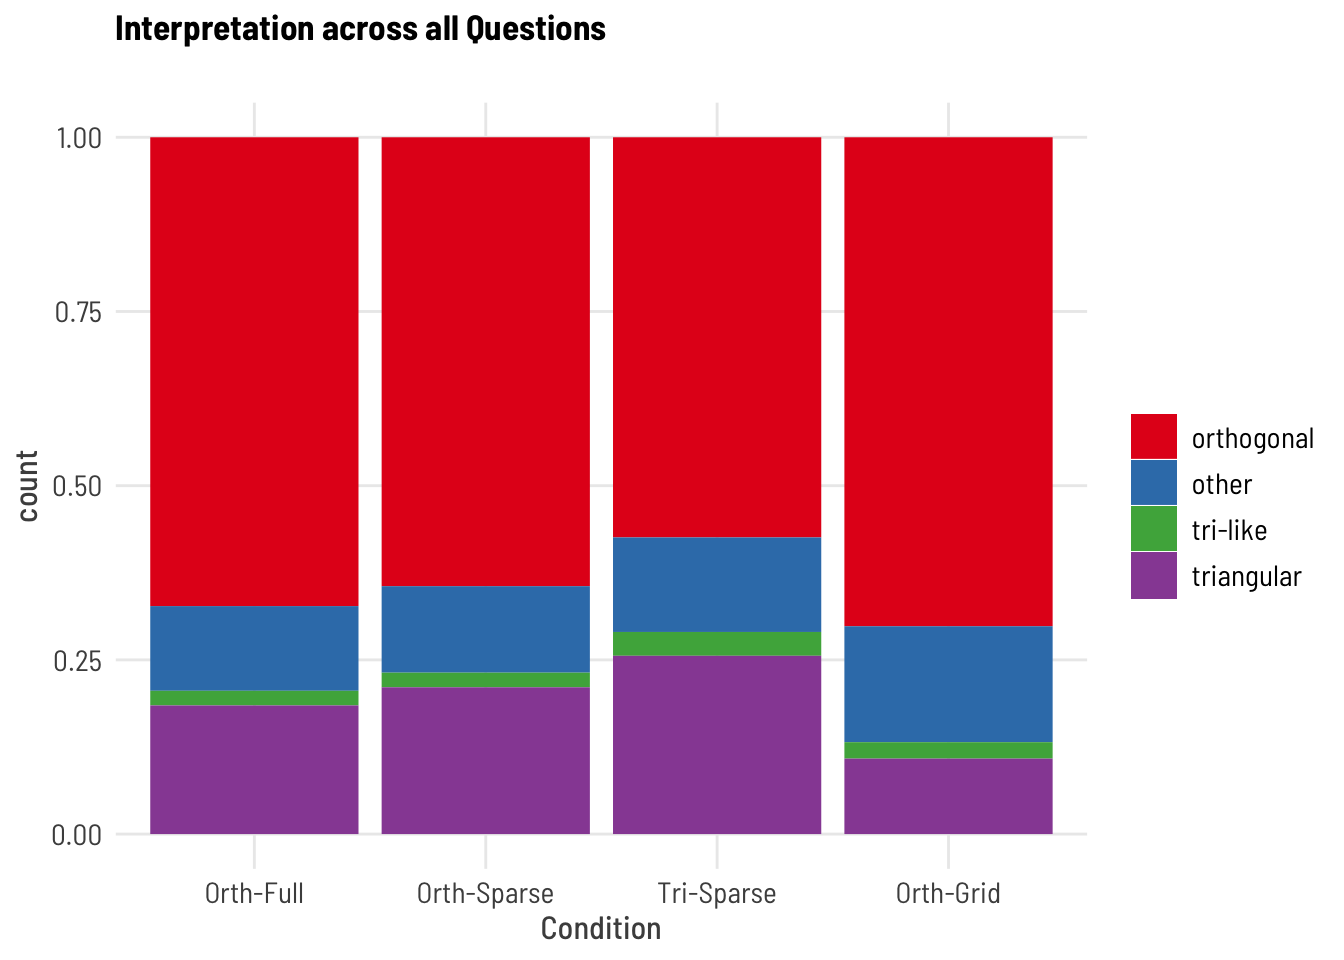 Interpretation across all Questions
1.00
0.75
0.50
0.25
0.00
count
Orth-Full
Orth-Sparse
Tri-Sparse
Orth-Grid
Condition
orthogonal
other
tri-like
triangular